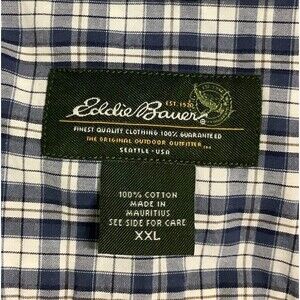 EST. 1920
Eddie Bauer
FINEST QUALITY CLOTHING 100% GUARANTEED
THE ORIGINAL OUTDOOR OUTFITTER
SEATTLE · USA
100% COTTON
MADE IN
MAURITIUS
SEE SIDE FOR CARE
XXL